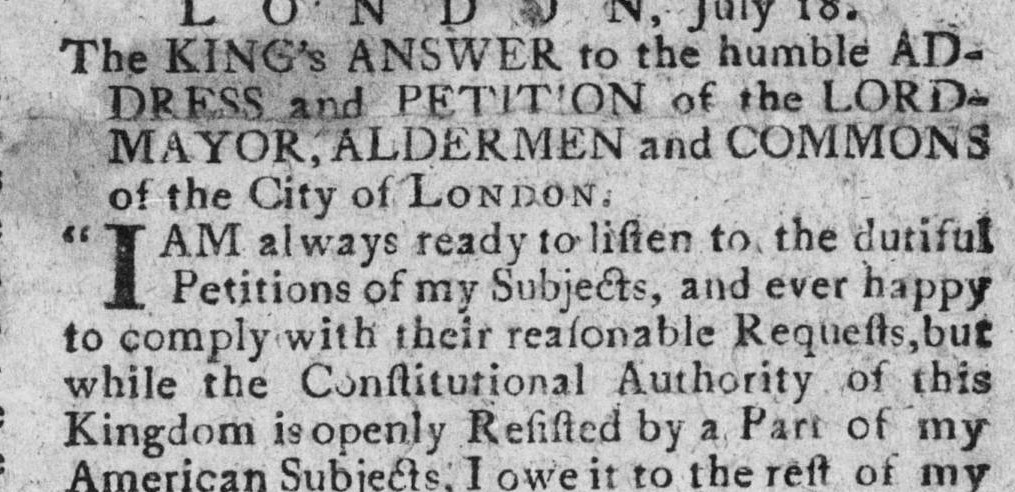 LONDON, July 18.
The KING's ANSWER to the humble AD-
DRESS and PETITION of the LORD-
MAYOR, ALDERMEN and COMMONS
of the City of LONDON.
“I AM always ready to liſten to the dutiful
Petitions of my Subjects, and ever happy
to comply with their reaſonable Requeſts, but
while the Conſtitutional Authority of this
Kingdom is openly Reſiſted by a Part of my
American Subjects, I owe it to the reſt of my